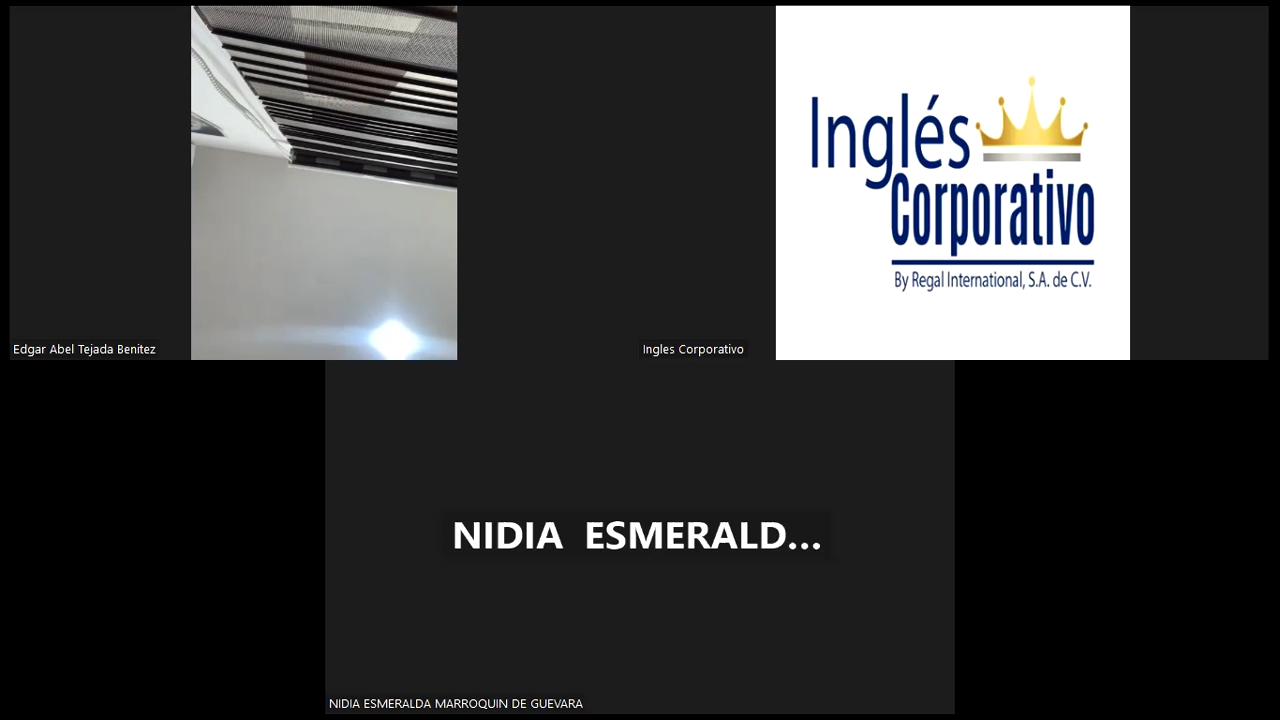 Inglés
Corporativo
By Regal International, S.A. de C.V.
Edgar Abel Tejada Benitez
Ingles Corporativo
NIDIA ESMERALD...
NIDIA ESMERALDA MARROQUIN DE GUEVARA